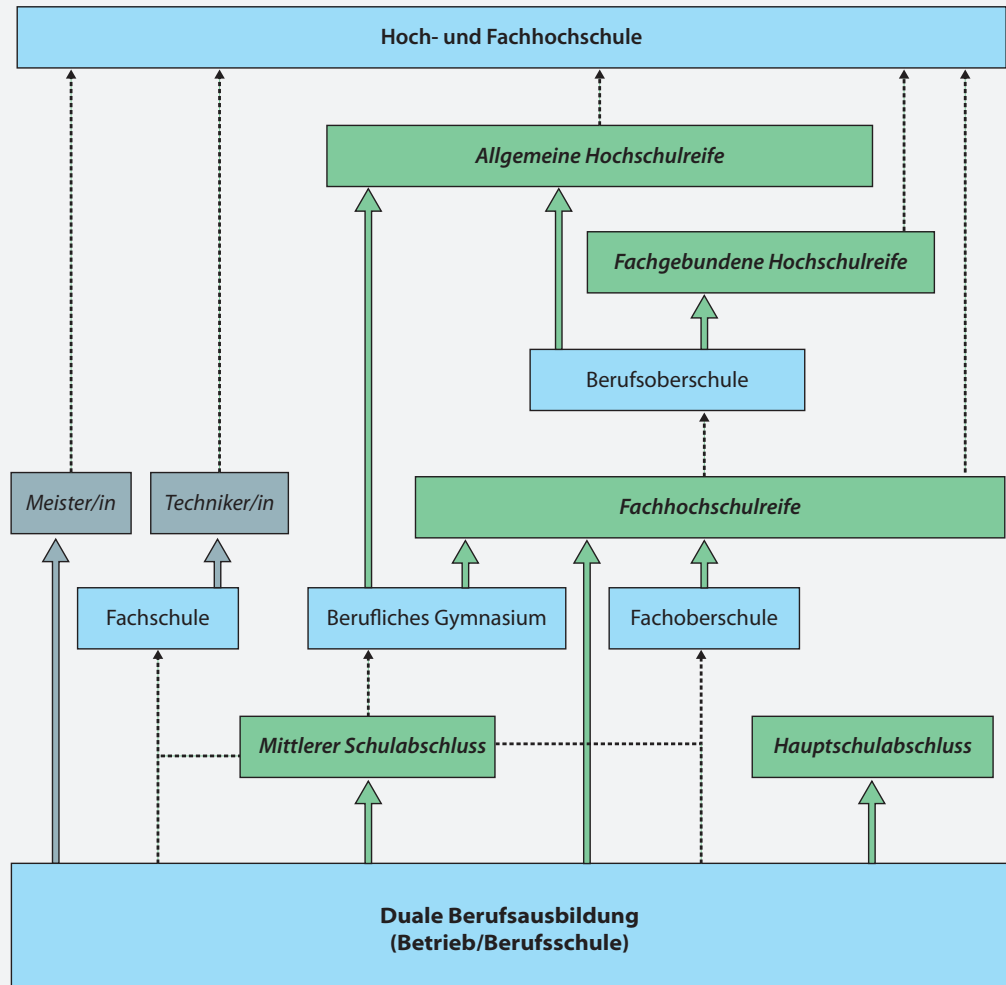 Hoch- und Fachhochschule
Allgemeine Hochschulreife
Fachgebundene Hochschulreife
Berufsoberschule
Meister/in
Techniker/in
Fachhochschulreife
Fachschule
Berufliches Gymnasium
Fachoberschule
Mittlerer Schulabschluss
Hauptschulabschluss
Duale Berufsausbildung
(Betrieb/Berufsschule)